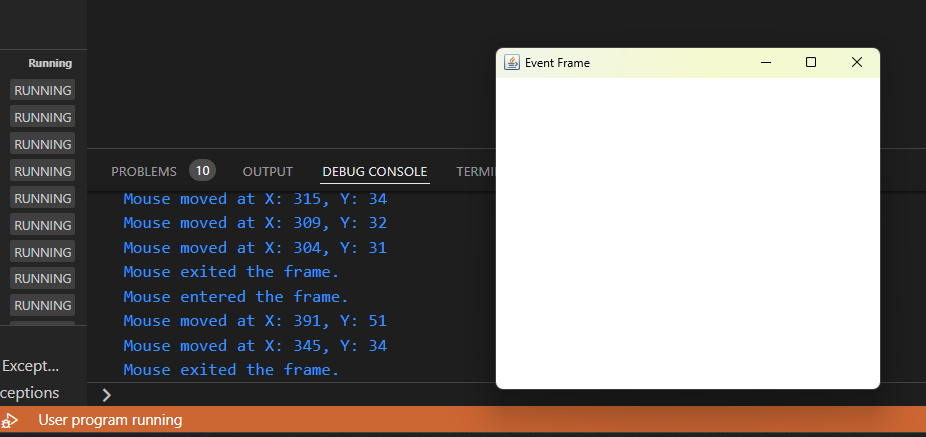 Running
RUNNING
RUNNING
RUNNING
RUNNING
RUNNING
RUNNING
RUNNING
RUNNING
RUNNING
Except...
ceptions
PROBLEMS 10 OUTPUT DEBUG CONSOLE TERMIN
Mouse moved at X: 315, Y: 34
Mouse moved at X: 309, Y: 32
Mouse moved at X: 304, Y: 31
Mouse exited the frame.
Mouse entered the frame.
Mouse moved at X: 391, Y: 51
Mouse moved at X: 345, Y: 34
Mouse exited the frame.
Event Frame
User program running